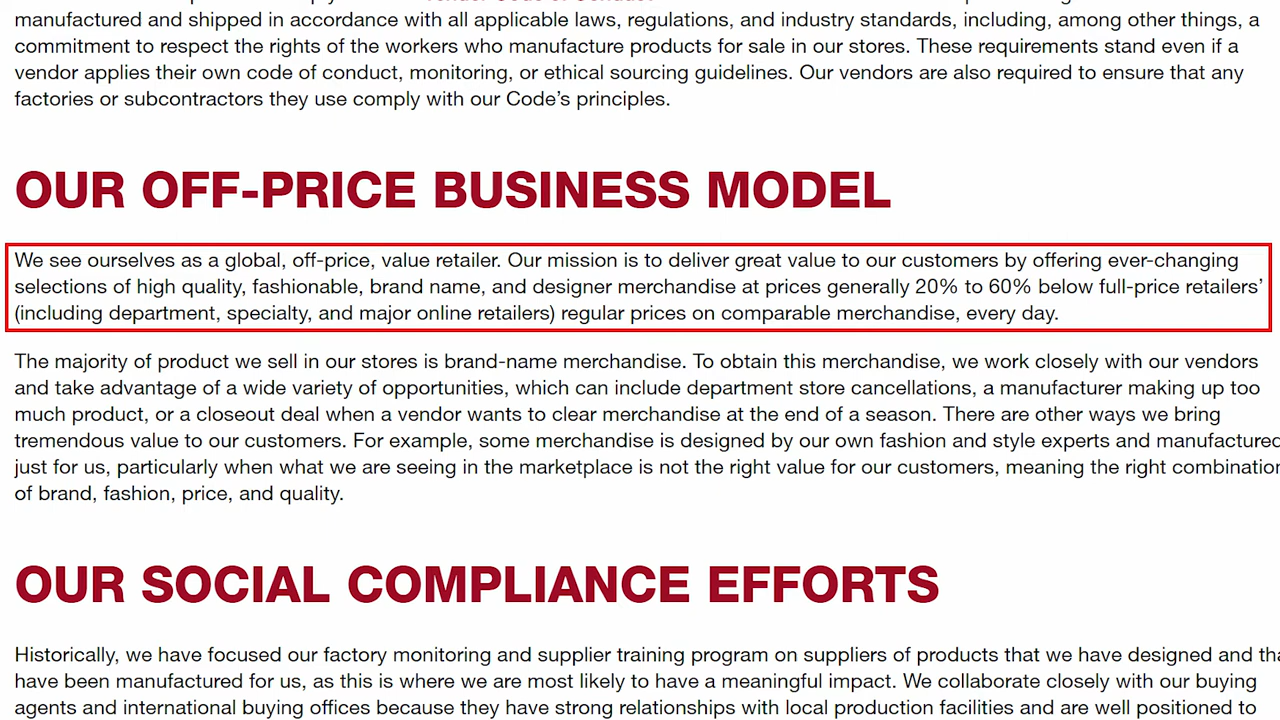 manufactured and shipped in accordance with all applicable laws, regulations, and industry standards, including, among other things, a
commitment to respect the rights of the workers who manufacture products for sale in our stores. These requirements stand even if a
vendor applies their own code of conduct, monitoring, or ethical sourcing guidelines. Our vendors are also required to ensure that any
factories or subcontractors they use comply with our Code’s principles.
OUR OFF-PRICE BUSINESS MODEL
We see ourselves as a global, off-price, value retailer. Our mission is to deliver great value to our customers by offering ever-changing
selections of high quality, fashionable, brand name, and designer merchandise at prices generally 20% to 60% below full-price retailers’
(including department, specialty, and major online retailers) regular prices on comparable merchandise, every day.
The majority of product we sell in our stores is brand-name merchandise. To obtain this merchandise, we work closely with our vendors
and take advantage of a wide variety of opportunities, which can include department store cancellations, a manufacturer making up too
much product, or a closeout deal when a vendor wants to clear merchandise at the end of a season. There are other ways we bring
tremendous value to our customers. For example, some merchandise is designed by our own fashion and style experts and manufactured
just for us, particularly when what we are seeing in the marketplace is not the right value for our customers, meaning the right combination
of brand, fashion, price, and quality.
OUR SOCIAL COMPLIANCE EFFORTS
Historically, we have focused our factory monitoring and supplier training program on suppliers of products that we have designed and tha
have been manufactured for us, as this is where we are most likely to have a meaningful impact. We collaborate closely with our buying
agents and international buying offices because they have strong relationships with local production facilities and are well positioned to